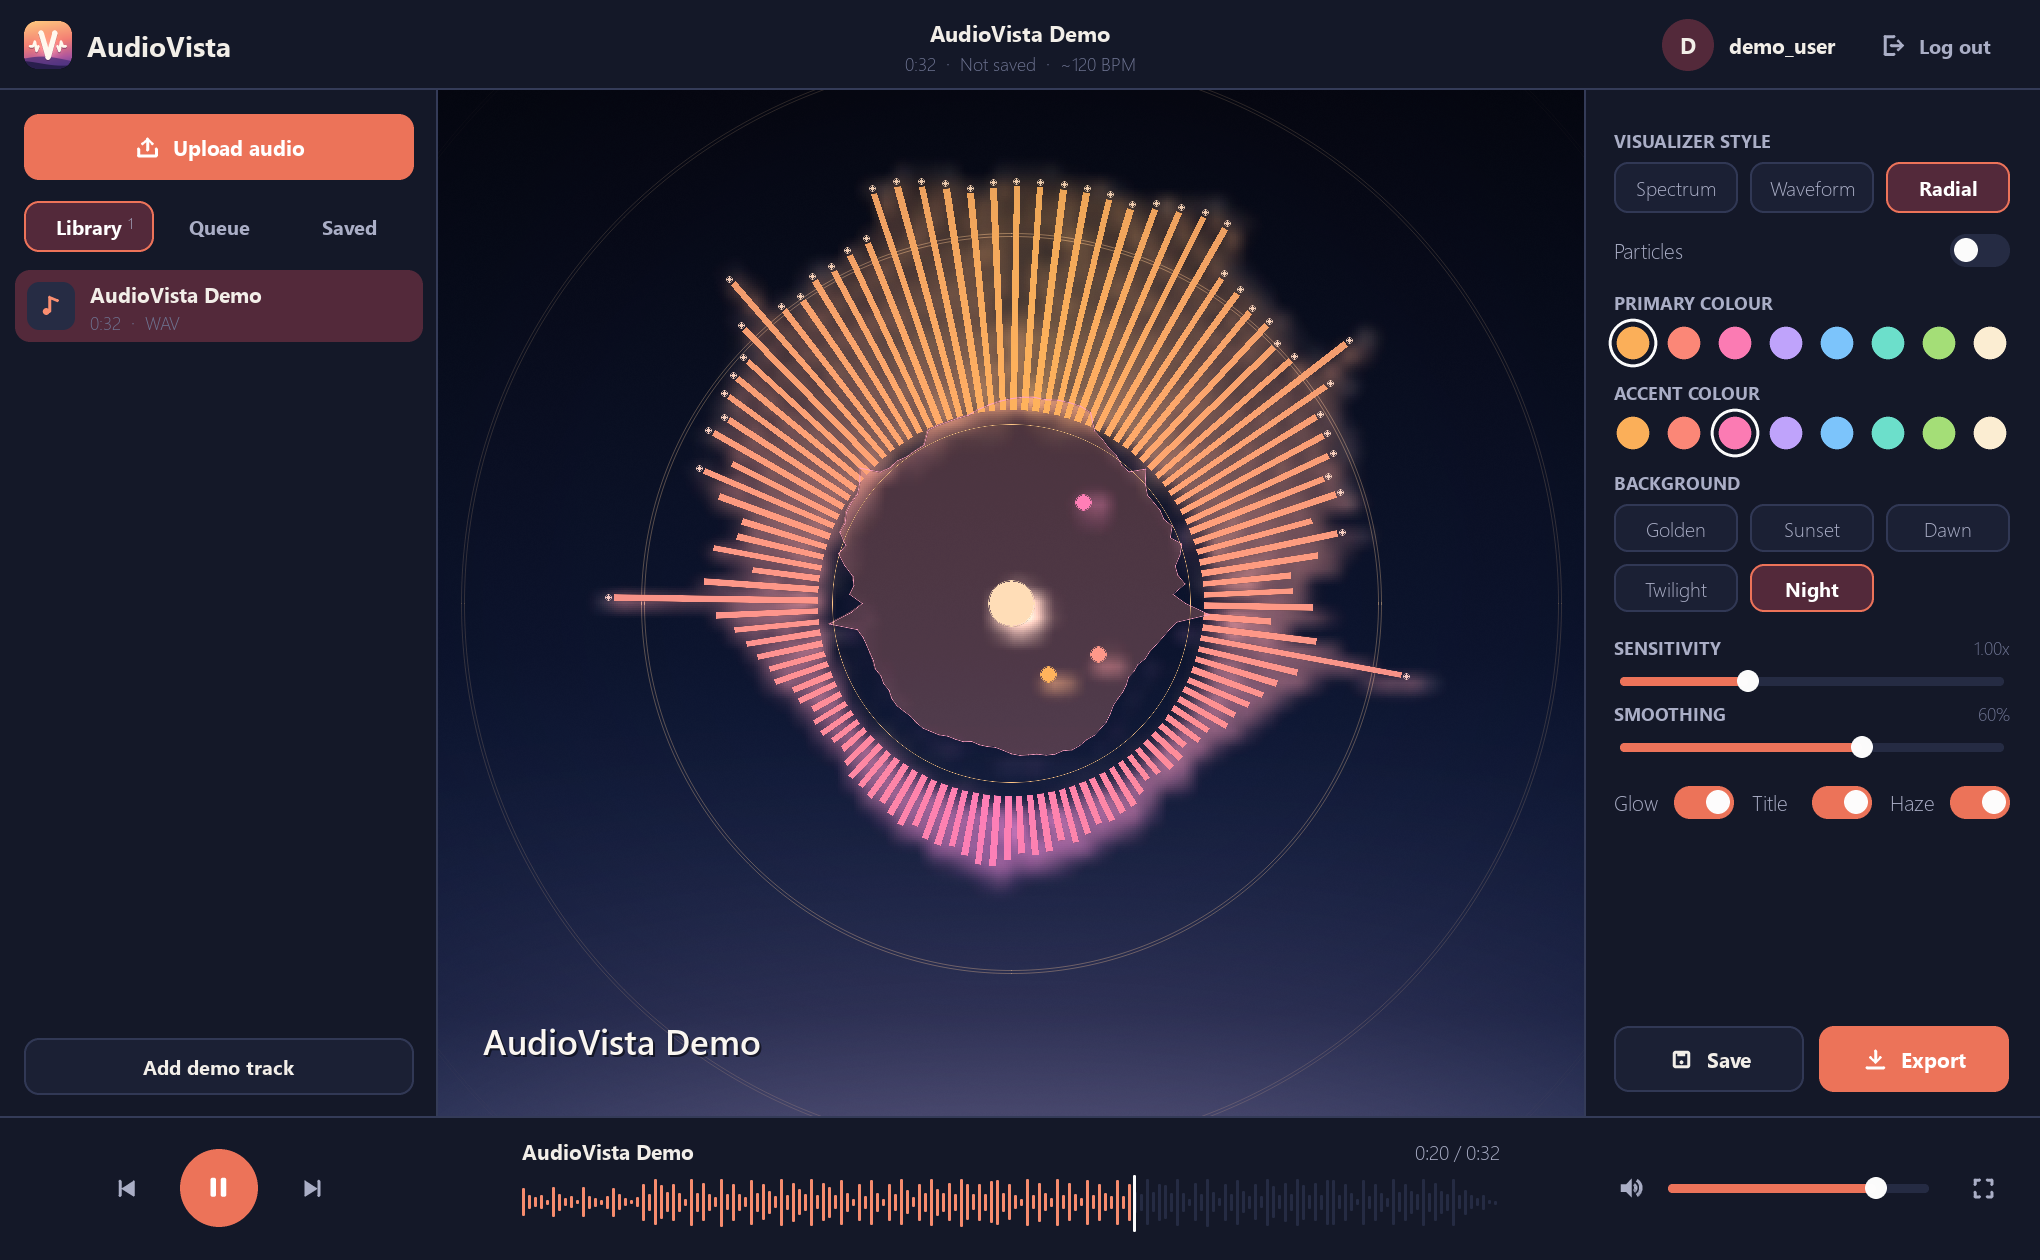 AudioVista
AudioVista Demo
0:32 · Not saved · ~120 BPM
D demo_user Log out
Upload audio
Library 1 Queue Saved
AudioVista Demo
0:32 · WAV
Add demo track
AudioVista Demo
VISUALIZER STYLE
Spectrum Waveform Radial
Particles
PRIMARY COLOUR
ACCENT COLOUR
BACKGROUND
Golden Sunset Dawn
Twilight Night
SENSITIVITY 1.00x
SMOOTHING 60%
Glow Title Haze
Save Export
AudioVista Demo 0:20 / 0:32